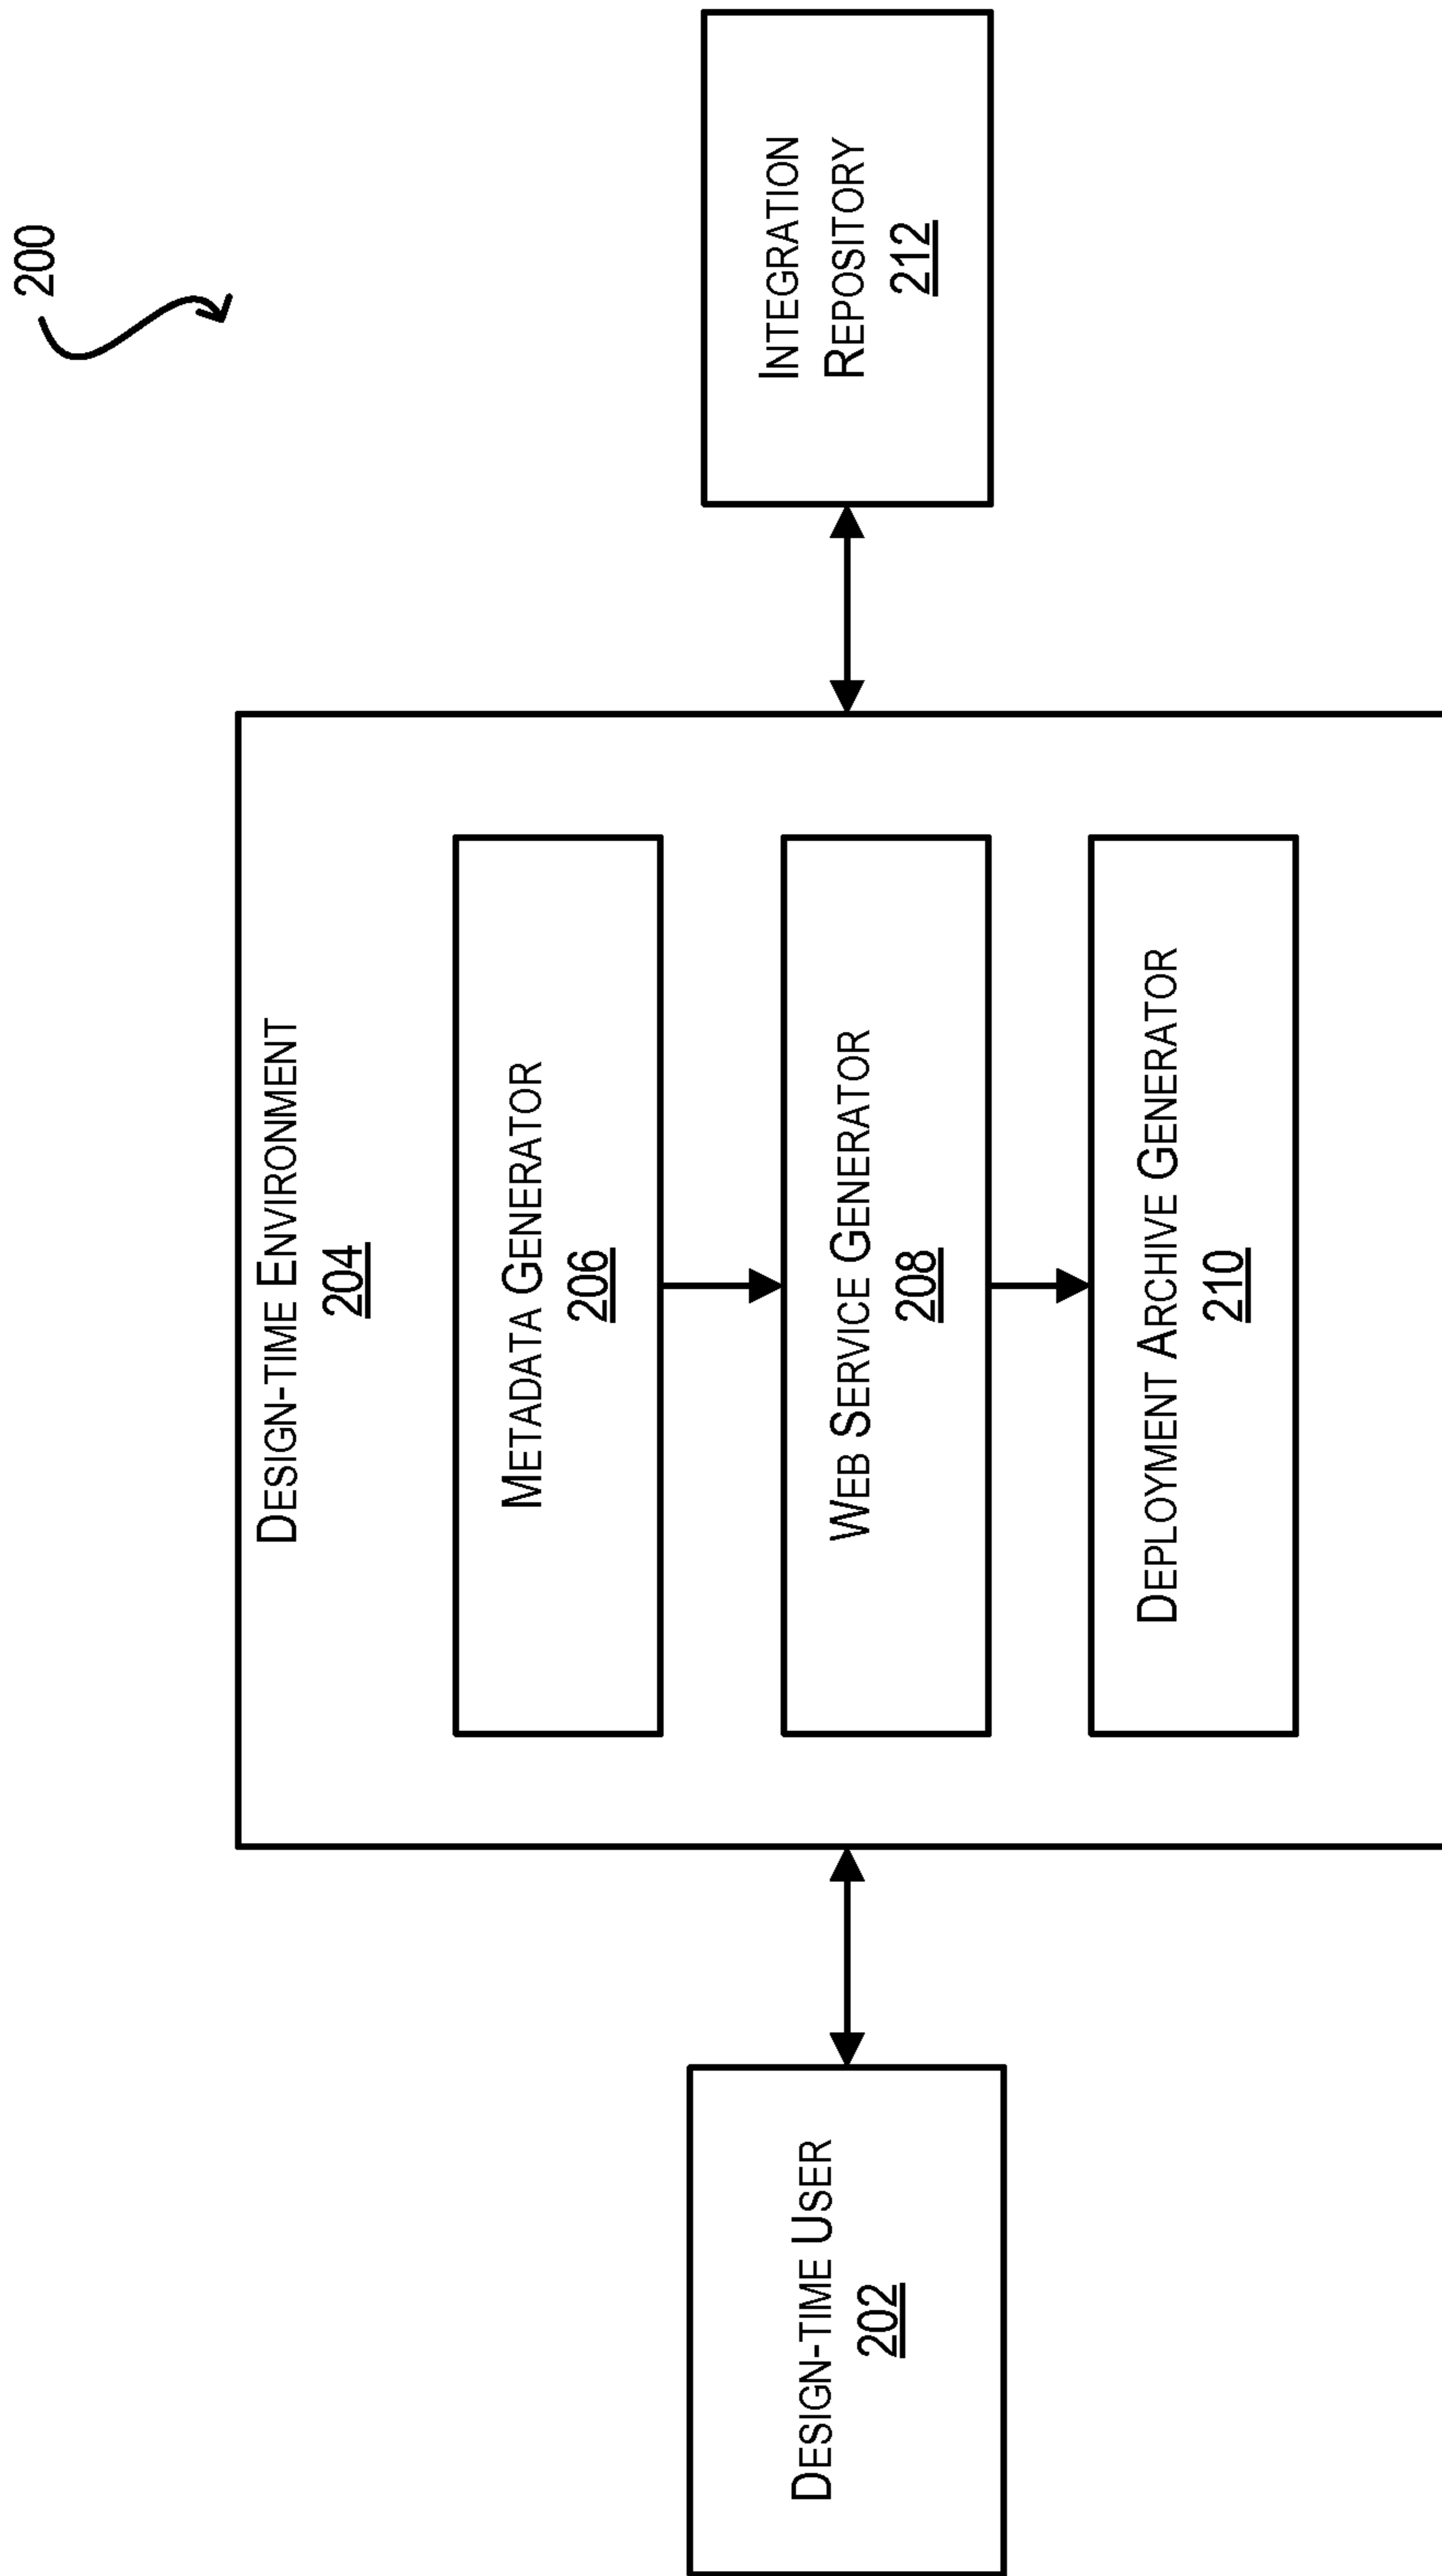 200
DESIGN-TIME ENVIRONMENT
204
DESIGN-TIME USER
202
METADATA GENERATOR
206
WEB SERVICE GENERATOR
208
DEPLOYMENT ARCHIVE GENERATOR
210
INTEGRATION
REPOSITORY
212